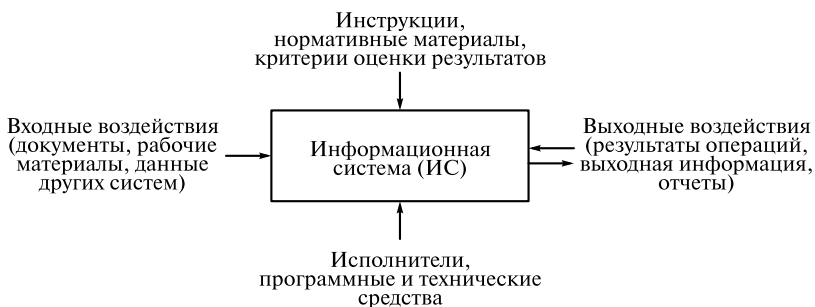 Инструкции,
нормативные материалы,
критерии оценки результатов
Входные воздействия
(документы, рабочие
материалы, данные
других систем)
Информационная
система (ИС)
Выходные воздействия
(результаты операций,
выходная информация,
отчеты)
Исполнители,
программные и технические
средства